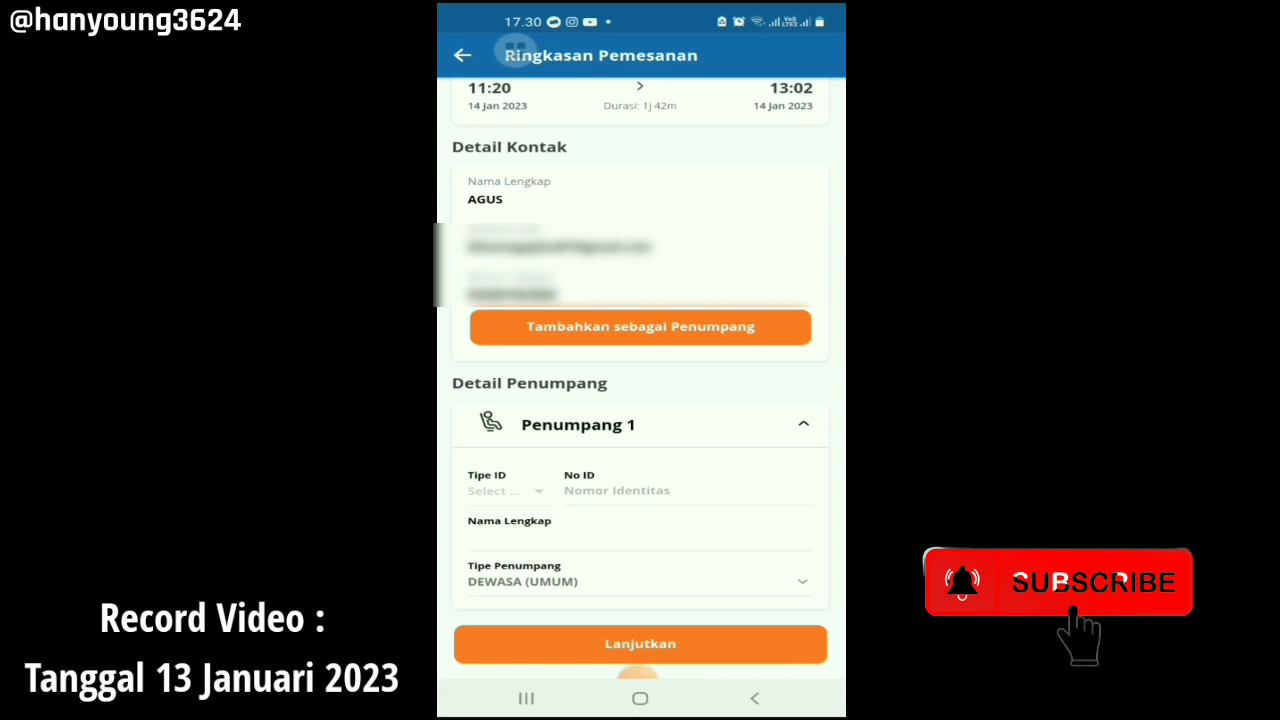 @hanyoung3624
17.30
Ringkasan Pemesanan
11:20
13:02
14 Jan 2023
Durasi: 1j 42m
14 Jan 2023
Detail Kontak
Nama Lengkap
AGUS
Tambahkan sebagai Penumpang
Detail Penumpang
Penumpang 1
Tipe ID
No ID
Select ...
Nomor Identitas
Nama Lengkap
Tipe Penumpang
DEWASA (UMUM)
Lanjutkan
Record Video :
Tanggal 13 Januari 2023
SUBSCRIBE